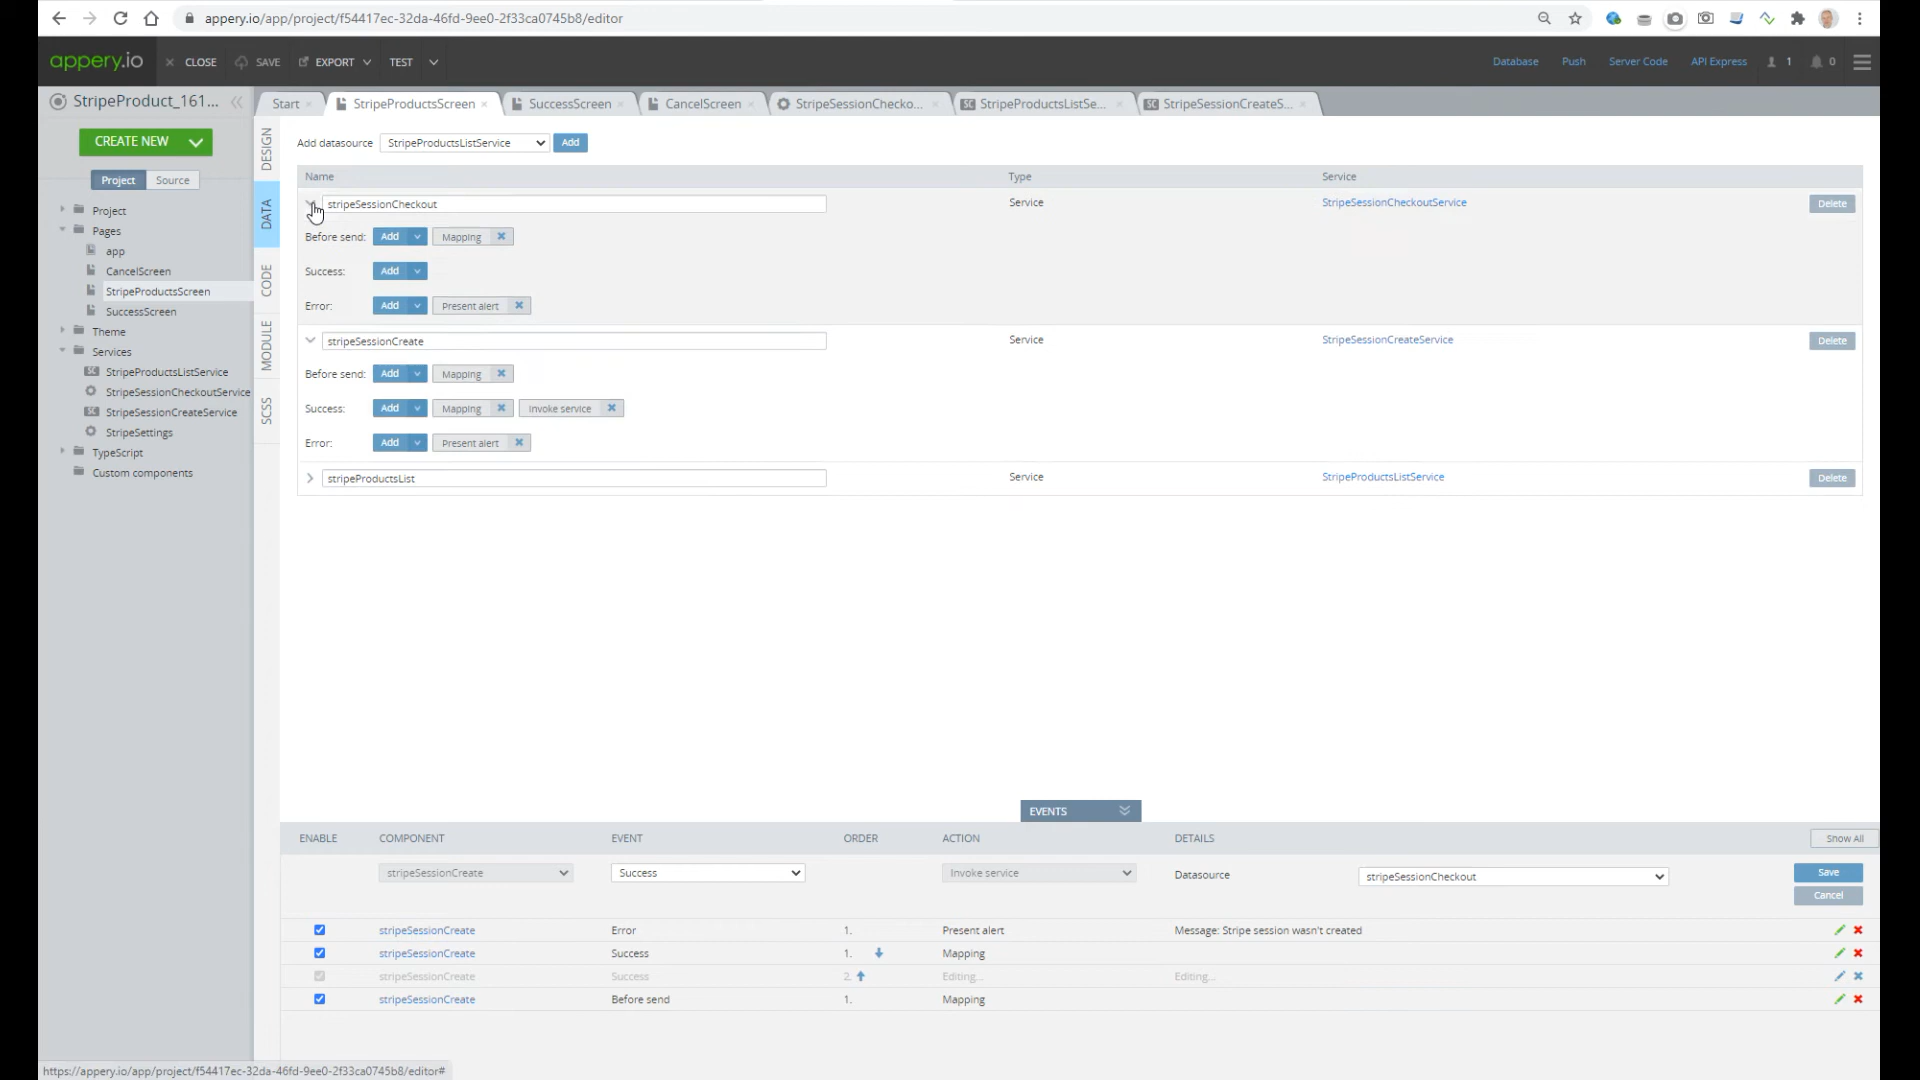 appery.io/app/project/f54417ec-32da-46fd-9ee0-2f33ca0745b8/editor
appery.io CLOSE SAVE EXPORT TEST Database Push Server Code API Express 1 0
StripeProduct_161... Start StripeProductsScreen SuccessScreen CancelScreen StripeSessionChecko... StripeProductsListSe... StripeSessionCreateS...
CREATE NEW
Project Source
Project
Pages
app
CancelScreen
StripeProductsScreen
SuccessScreen
Theme
Services
StripeProductsListService
StripeSessionCheckoutService
StripeSessionCreateService
StripeSettings
TypeScript
Custom components
DESIGN
DATA
CODE
MODULE
SCSS
Add datasource StripeProductsListService Add
Name Type Service
stripeSessionCheckout Service StripeSessionCheckoutService Delete
Before send: Add Mapping
Success: Add
Error: Add Present alert
stripeSessionCreate Service StripeSessionCreateService Delete
Before send: Add Mapping
Success: Add Mapping Invoke service
Error: Add Present alert
stripeProductsList Service StripeProductsListService Delete
EVENTS
ENABLE COMPONENT EVENT ORDER ACTION DETAILS Show All
stripeSessionCreate Success Invoke service Datasource stripeSessionCheckout Save
Cancel
stripeSessionCreate Error 1. Present alert Message: Stripe session wasn't created
stripeSessionCreate Success 1. Mapping
stripeSessionCreate Success 2. Editing... Editing...
stripeSessionCreate Before send 1. Mapping
https://appery.io/app/project/f54417ec-32da-46fd-9ee0-2f33ca0745b8/editor#